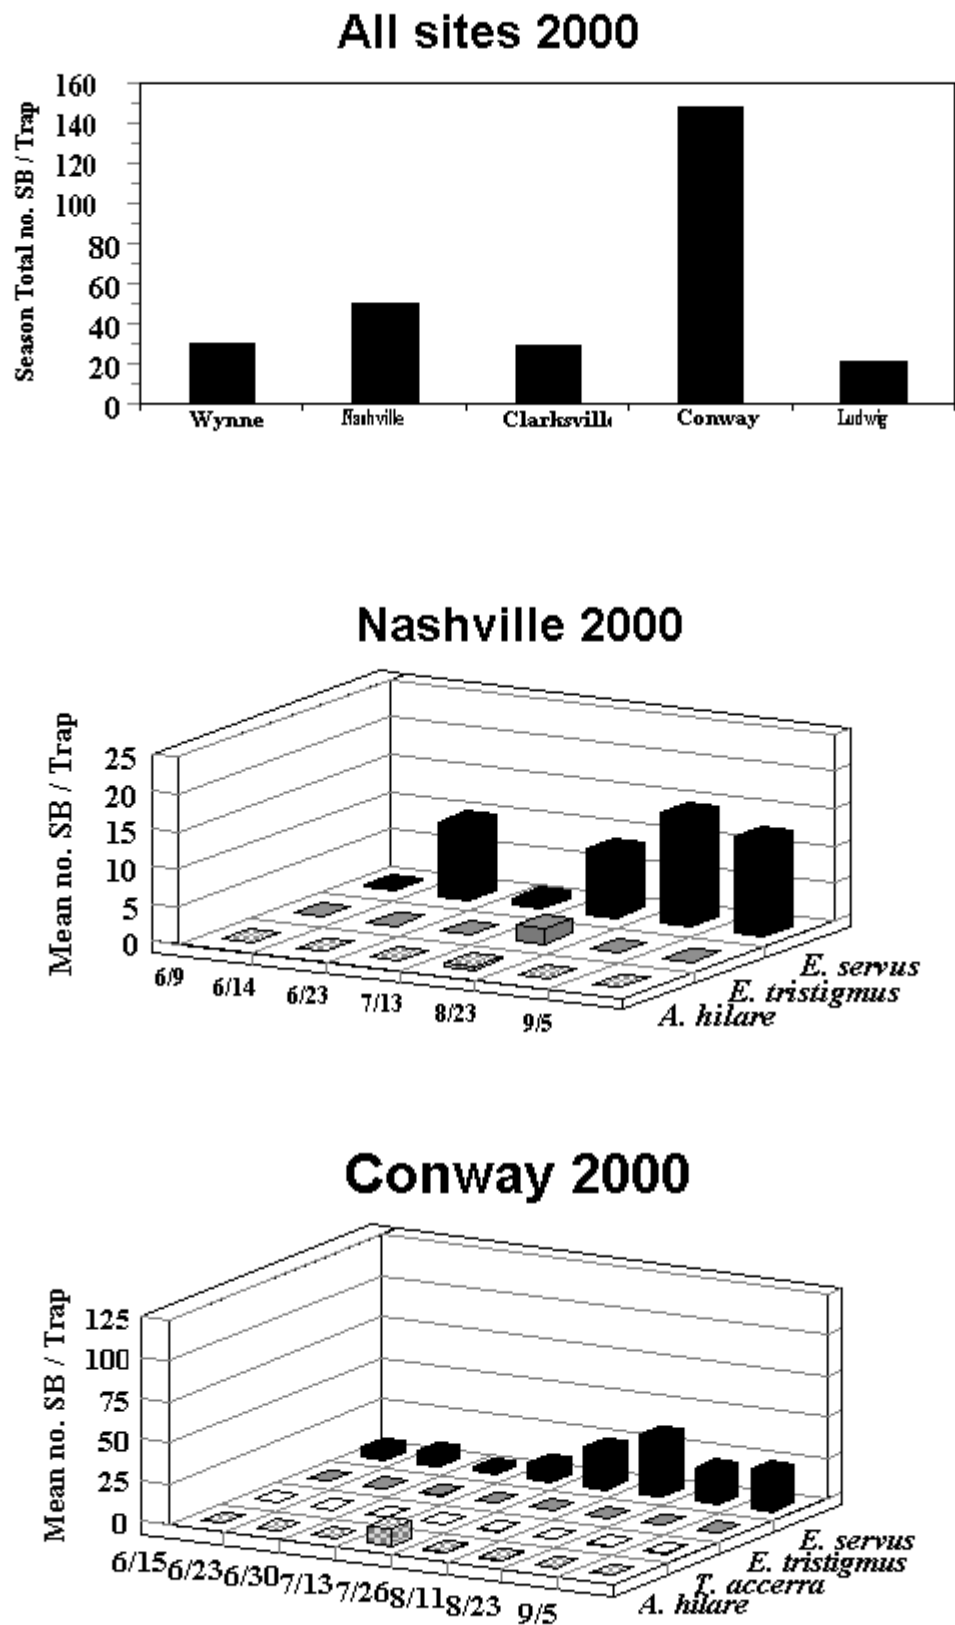 All sites 2000
Season Total no. SB / Trap
160
140
120
100
80
60
40
20
0
Wynne Nashville Clarksville Conway Ludwig
Nashville 2000
Mean no. SB / Trap
25
20
15
10
5
0
6/9 6/14 6/23 7/13 8/23 9/5
E. servus
E. tristigmus
A. hilare
Conway 2000
Mean no. SB / Trap
125
100
75
50
25
0
6/15 6/23 6/30 7/13 7/26 8/11 8/23 9/5
E. servus
E. tristigmus
T. accerra
A. hilare